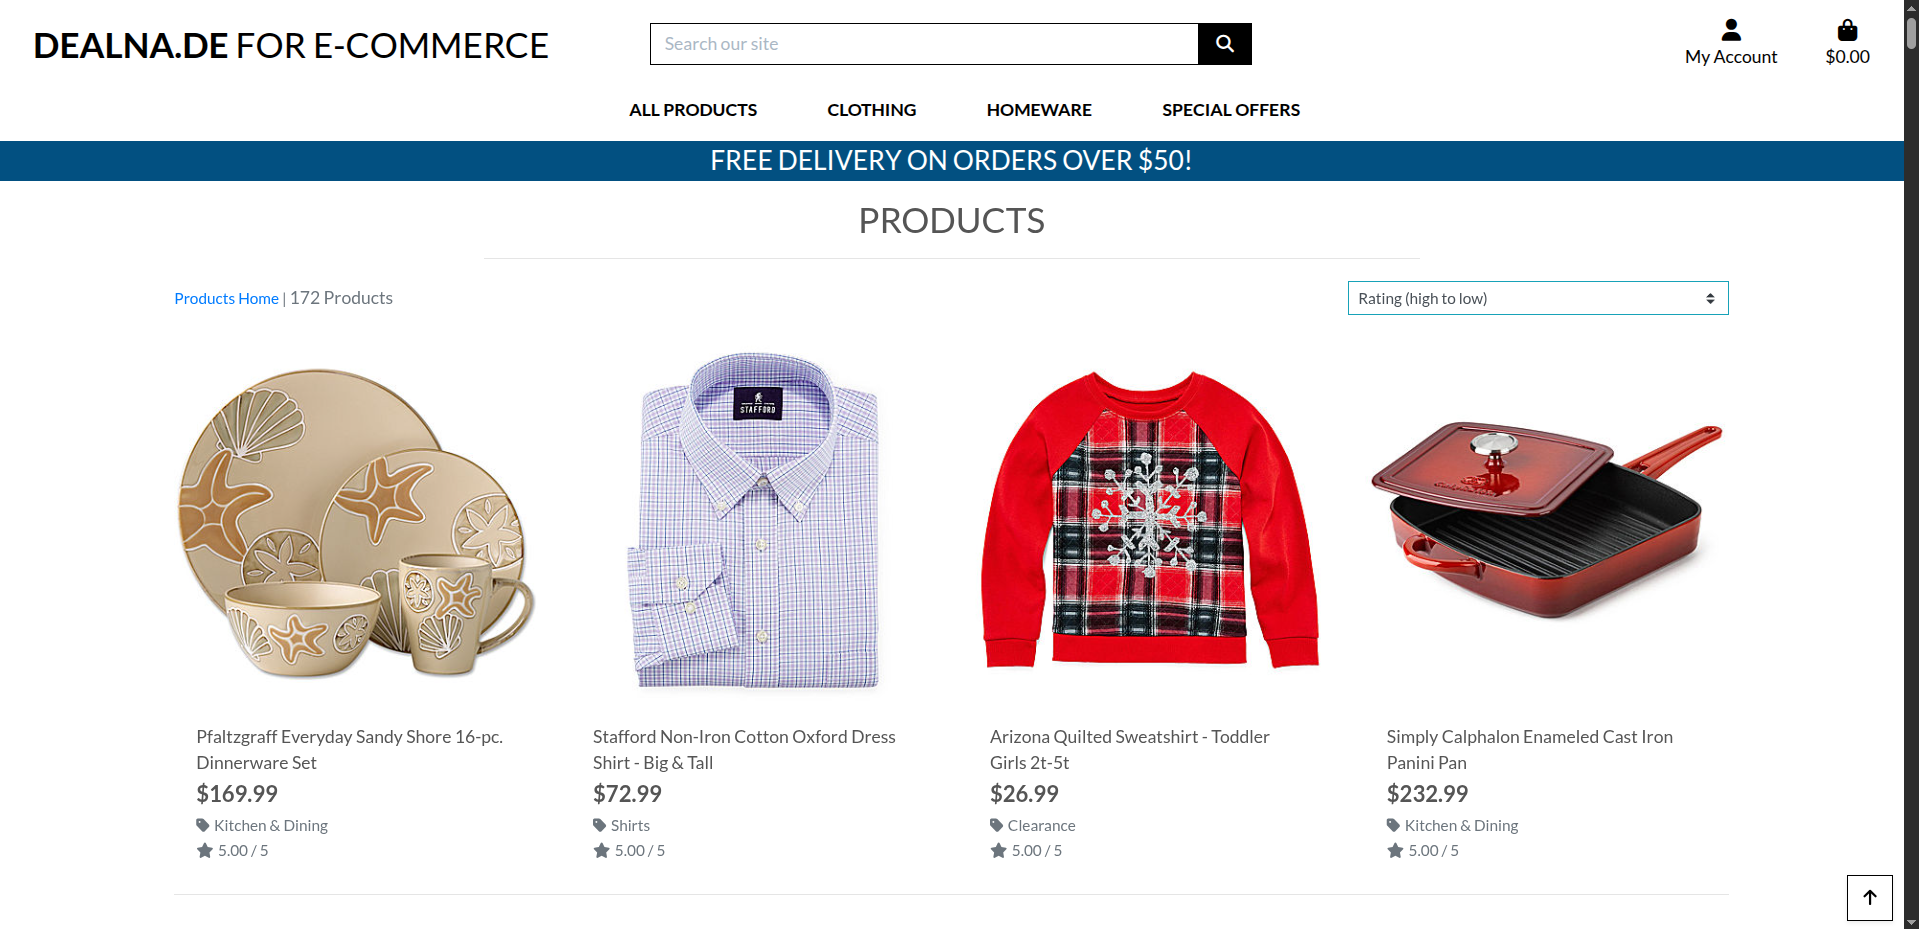 DEALNA.DE FOR E-COMMERCE
Search our site
My Account
$0.00
ALL PRODUCTS
CLOTHING
HOMEWARE
SPECIAL OFFERS
FREE DELIVERY ON ORDERS OVER $50!
PRODUCTS
Products Home | 172 Products
Rating (high to low)
STAFFORD
Pfaltzgraff Everyday Sandy Shore 16-pc.
Dinnerware Set
$169.99
Kitchen & Dining
5.00 / 5
Stafford Non-Iron Cotton Oxford Dress
Shirt - Big & Tall
$72.99
Shirts
5.00 / 5
Arizona Quilted Sweatshirt - Toddler
Girls 2t-5t
$26.99
Clearance
5.00 / 5
Simply Calphalon Enameled Cast Iron
Panini Pan
$232.99
Kitchen & Dining
5.00 / 5